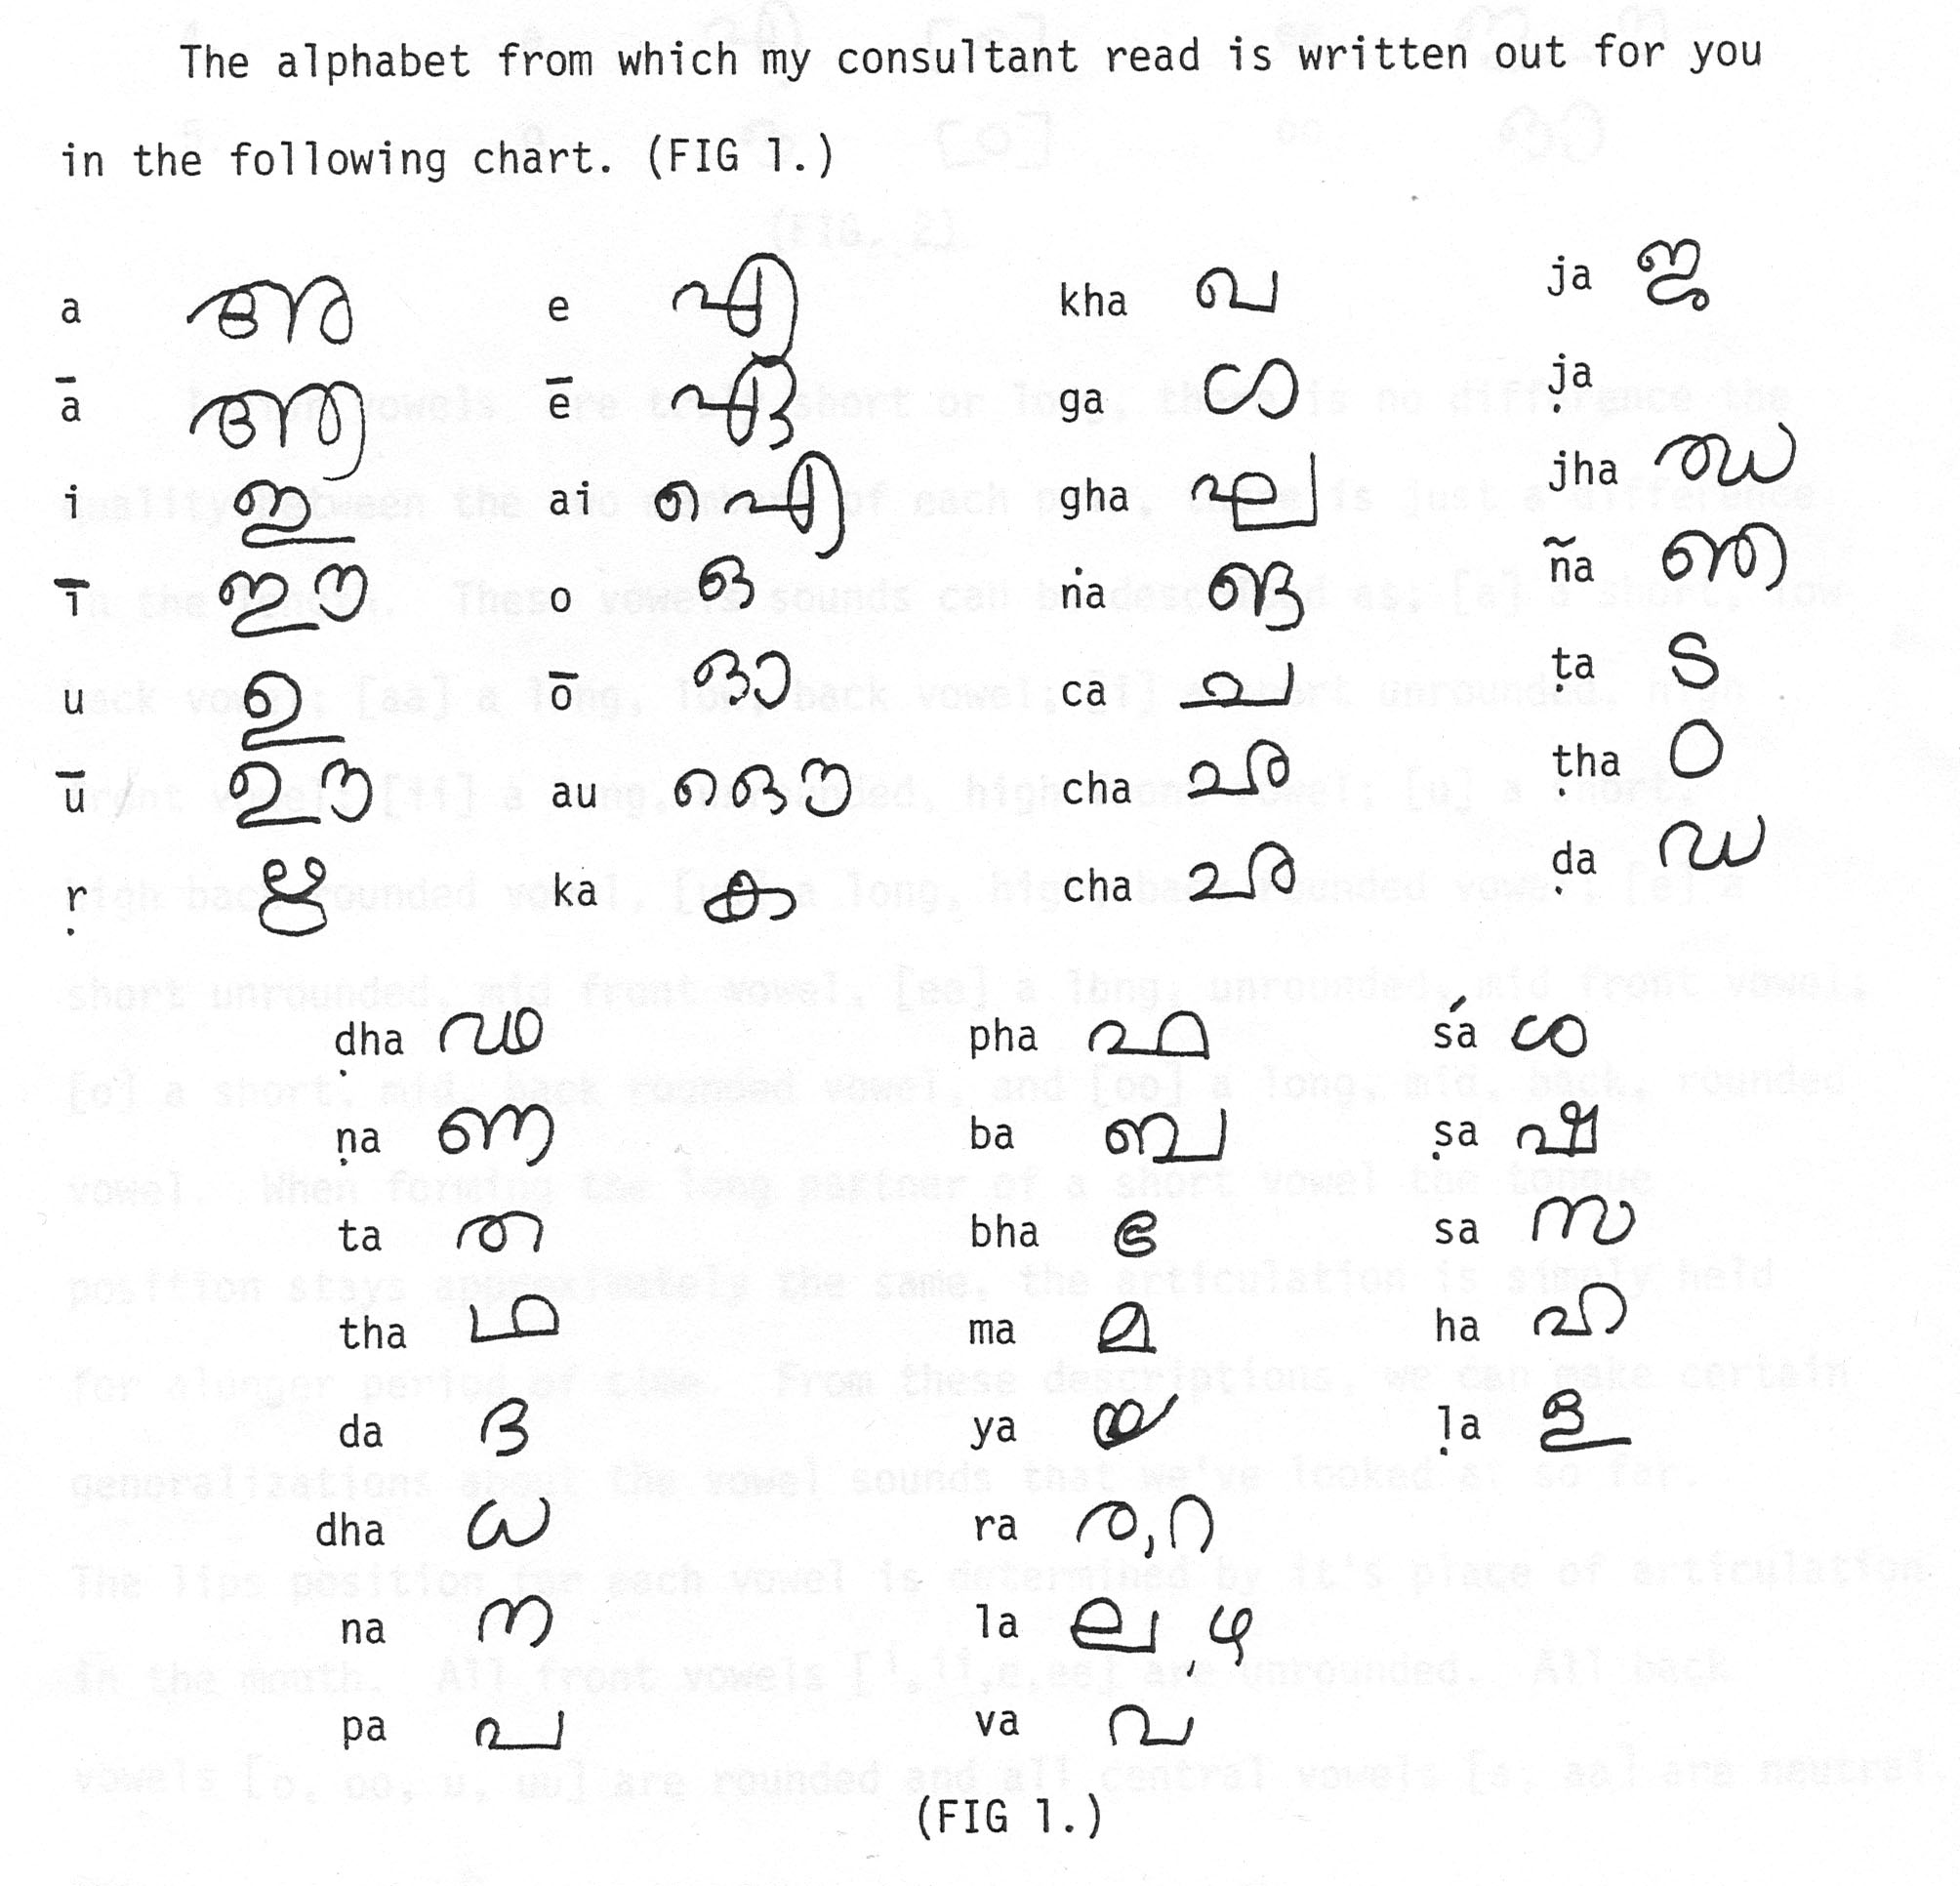 The alphabet from which my consultant read is written out for you
in the following chart. (FIG 1.)
a അ e എ kha ഖ ja ജ
ā ആ ē ഏ ga ഗ j̣a
i ഇ ai ഐ gha ഘ jha ഝ
ī ഈ o ഒ ṅa ങ ña ഞ
u ഉ ō ഓ ca ച ṭa ട
ū ഊ au ഔ cha ഛ ṭha ഠ
ṛ ka ക cha ഛ ḍa ഡ
ḍha ഢ pha ഫ śa ശ
ṇa ണ ba ബ ṣa ഷ
ta ത bha ഭ sa സ
tha ഥ ma മ ha ഹ
da ദ ya യ ḷa ള
dha ധ ra ര,റ
na ന la ല, ഴ
pa പ va വ
(FIG 1.)